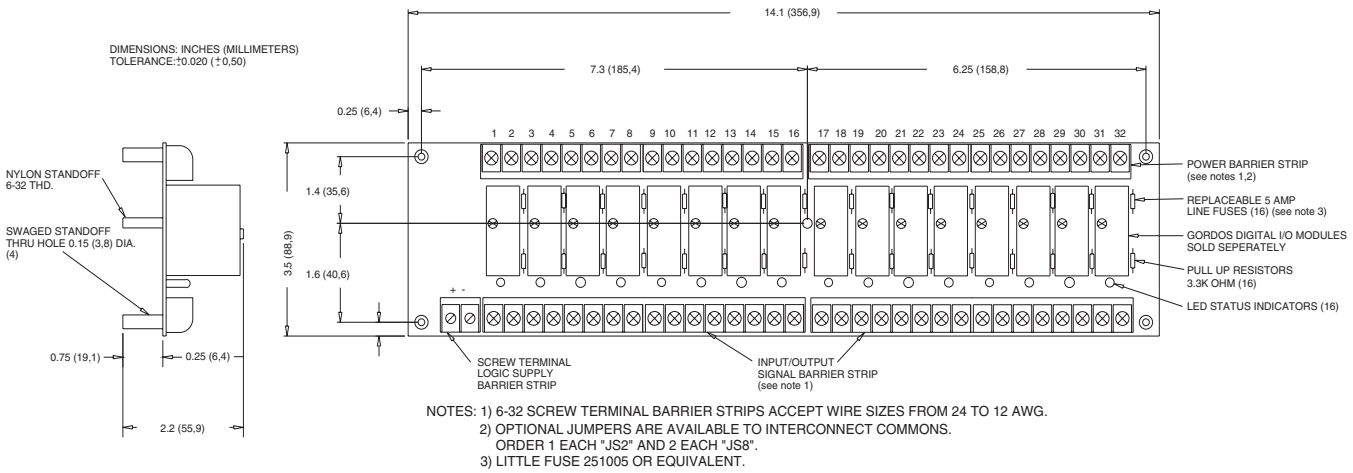 14.1 (356,9)
DIMENSIONS: INCHES (MILLIMETERS)
TOLERANCE:±0.020 (±0,50)
7.3 (185,4)
6.25 (158,8)
0.25 (6,4)
1 2 3 4 5 6 7 8 9 10 11 12 13 14 15 16 17 18 19 20 21 22 23 24 25 26 27 28 29 30 31 32
NYLON STANDOFF
6-32 THD.
SWAGED STANDOFF
THRU HOLE 0.15 (3,8) DIA.
(4)
3.5 (88,9)
1.4 (35,6)
1.6 (40,6)
POWER BARRIER STRIP
(see notes 1,2)
REPLACEABLE 5 AMP
LINE FUSES (16) (see note 3)
GORDOS DIGITAL I/O MODULES
SOLD SEPERATELY
PULL UP RESISTORS
3.3K OHM (16)
LED STATUS INDICATORS (16)
+ -
0.75 (19,1)
0.25 (6,4)
2.2 (55,9)
SCREW TERMINAL
LOGIC SUPPLY
BARRIER STRIP
INPUT/OUTPUT
SIGNAL BARRIER STRIP
(see note 1)
NOTES: 1) 6-32 SCREW TERMINAL BARRIER STRIPS ACCEPT WIRE SIZES FROM 24 TO 12 AWG.
2) OPTIONAL JUMPERS ARE AVAILABLE TO INTERCONNECT COMMONS.
ORDER 1 EACH "JS2" AND 2 EACH "JS8".
3) LITTLE FUSE 251005 OR EQUIVALENT.